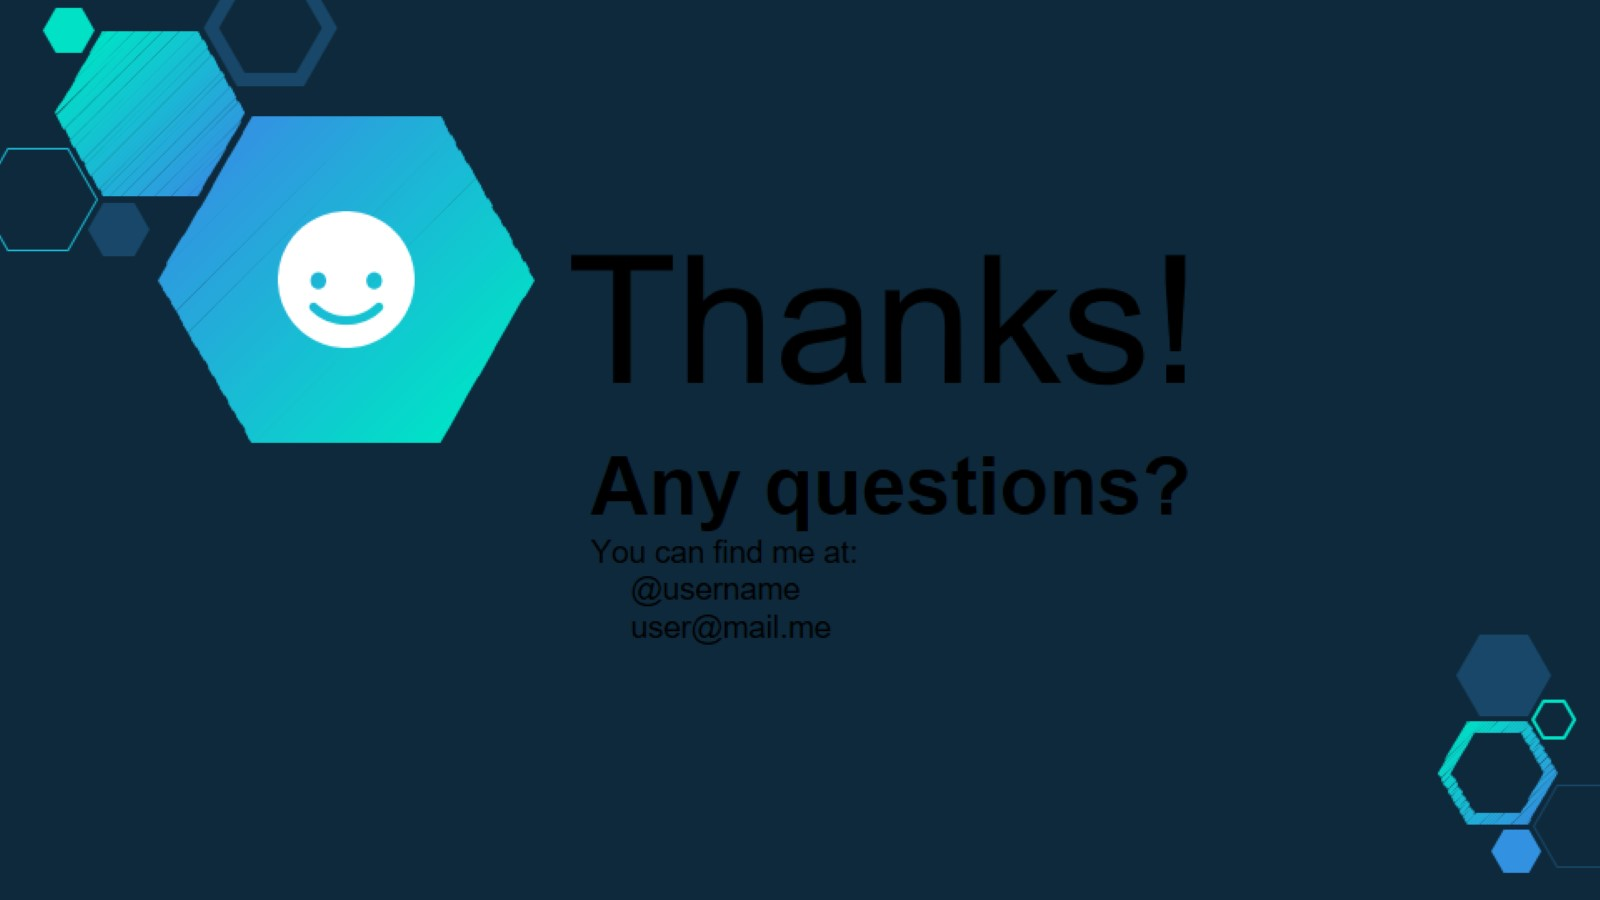 Thanks!
Any questions?
You can find me at:
@username
user@mail.me